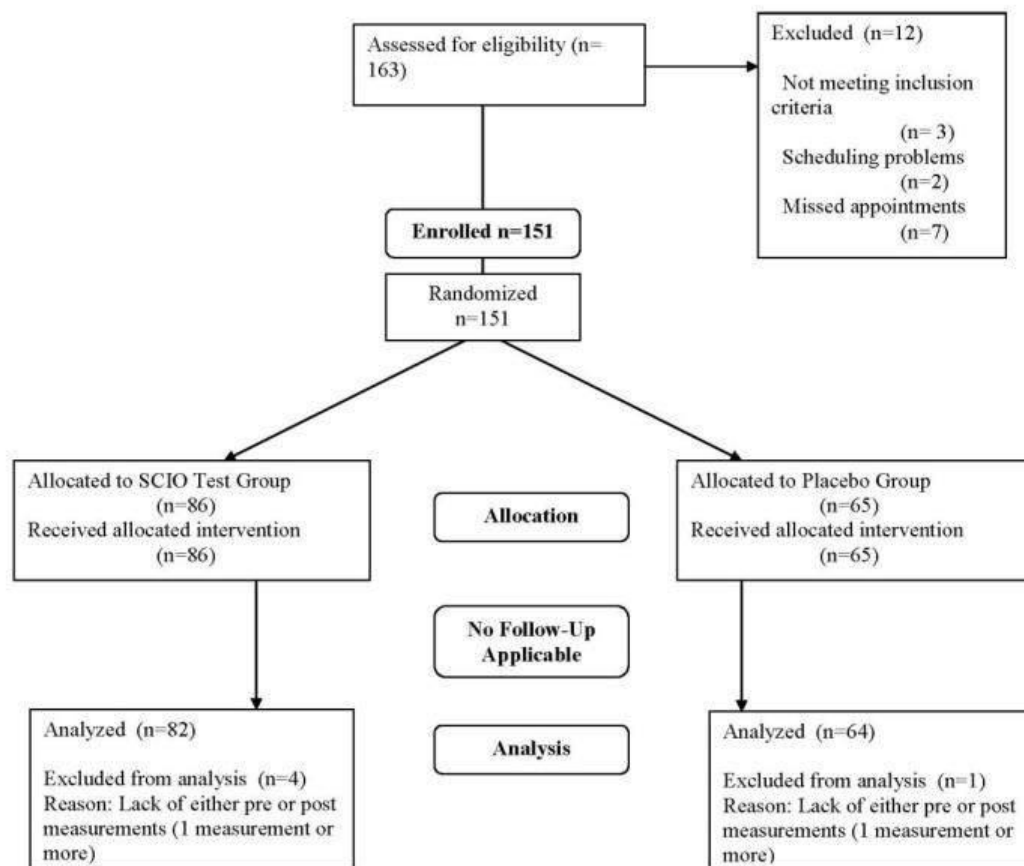 Assessed for eligibility (n=
163)
Excluded (n=12)
Not meeting inclusion
criteria
(n= 3)
Scheduling problems
(n=2)
Missed appointments
(n=7)
Enrolled n=151
Randomized
n=151
Allocated to SCIO Test Group
(n=86)
Received allocated intervention
(n=86)
Allocation
Allocated to Placebo Group
(n=65)
Received allocated intervention
(n=65)
No Follow-Up
Applicable
Analyzed (n=82)
Excluded from analysis (n=4)
Reason: Lack of either pre or post
measurements (1 measurement or
more)
Analysis
Analyzed (n=64)
Excluded from analysis (n=1)
Reason: Lack of either pre or post
measurements (1 measurement or
more)